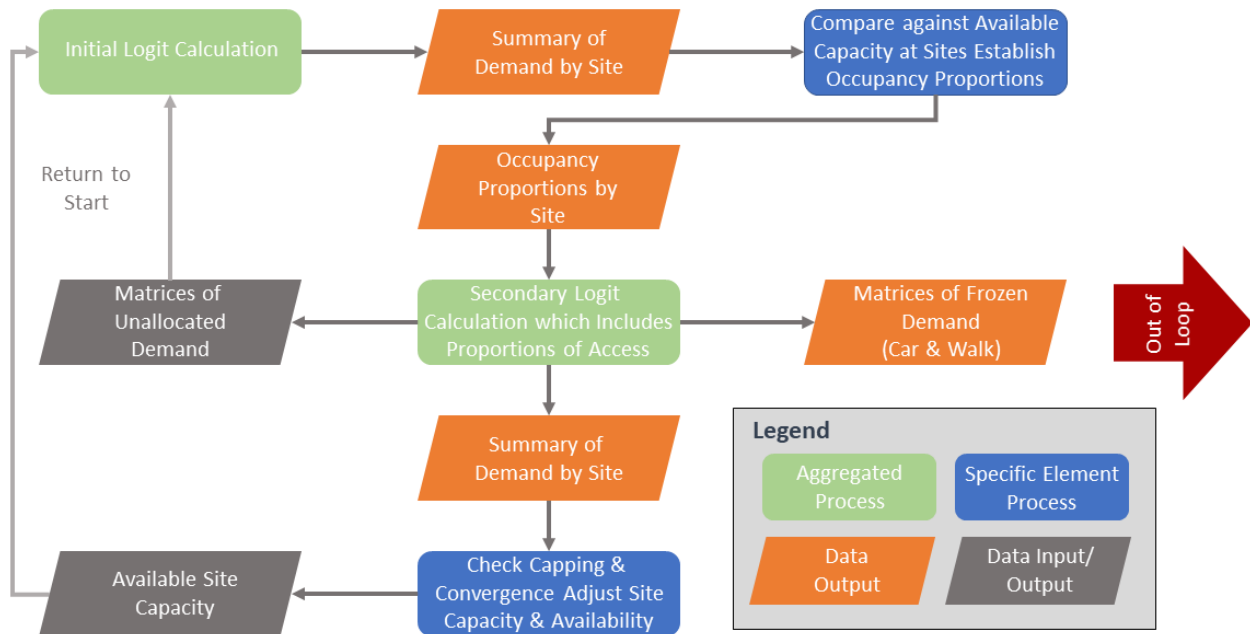 Initial Logit Calculation
Summary of
Demand by Site
Compare against Available
Capacity at Sites Establish
Occupancy Proportions
Return to
Start
Occupancy
Proportions by
Site
Matrices of
Unallocated
Demand
Secondary Logit
Calculation which Includes
Proportions of Access
Matrices of Frozen
Demand
(Car & Walk)
Out of
Loop
Summary of
Demand by Site
Available Site
Capacity
Check Capping &
Convergence Adjust Site
Capacity & Availability
Legend
Aggregated
Process
Specific Element
Process
Data
Output
Data Input/
Output